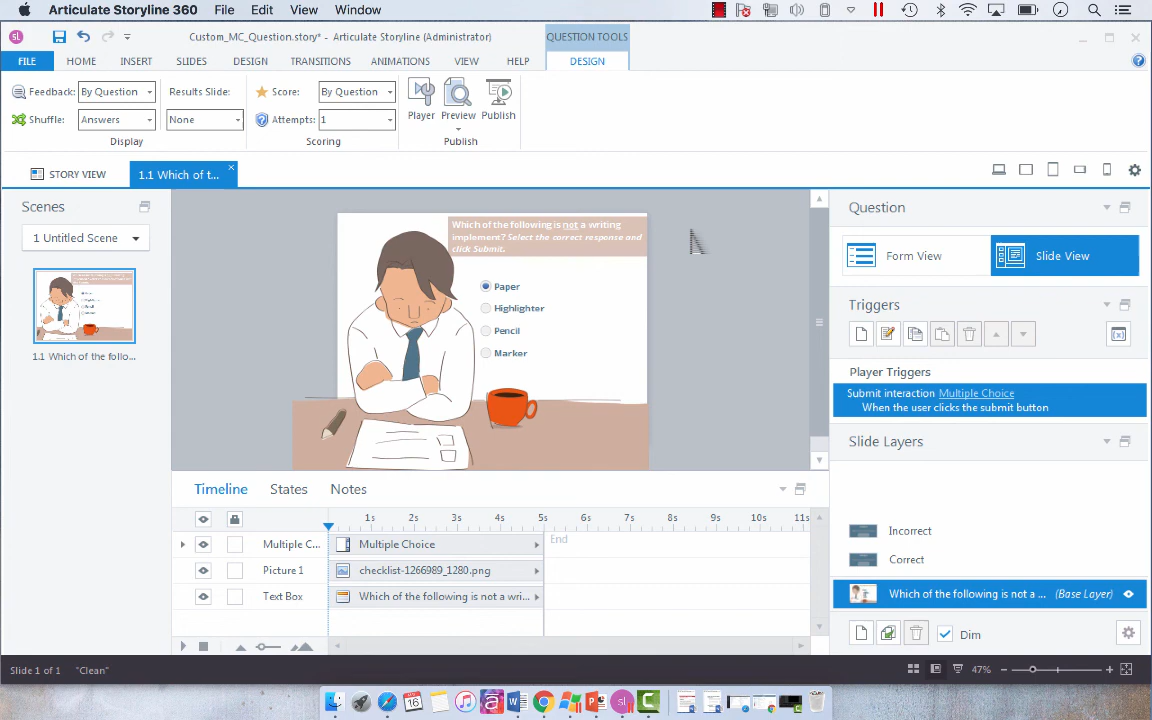 Articulate Storyline 360 File Edit View Window
Custom_MC_Question.story* - Articulate Storyline (Administrator)
QUESTION TOOLS
FILE HOME INSERT SLIDES DESIGN TRANSITIONS ANIMATIONS VIEW HELP DESIGN
Feedback: By Question Results Slide: Score: By Question
Shuffle: Answers None Attempts: 1
Player Preview Publish
Display Scoring Publish
STORY VIEW 1.1 Which of t...
Scenes
1 Untitled Scene
1.1 Which of the follo...
Which of the following is not a writing
implement? Select the correct response and
click Submit.
Paper
Highlighter
Pencil
Marker
Question
Form View Slide View
Triggers
Player Triggers
Submit interaction Multiple Choice
When the user clicks the submit button
Slide Layers
Incorrect
Correct
Which of the following is not a ... (Base Layer)
Dim
Timeline States Notes
1s 2s 3s 4s 5s 6s 7s 8s 9s 10s 11s
Multiple C... Multiple Choice End
Picture 1 checklist-1266989_1280.png
Text Box Which of the following is not a wri...
Slide 1 of 1 "Clean" 47%